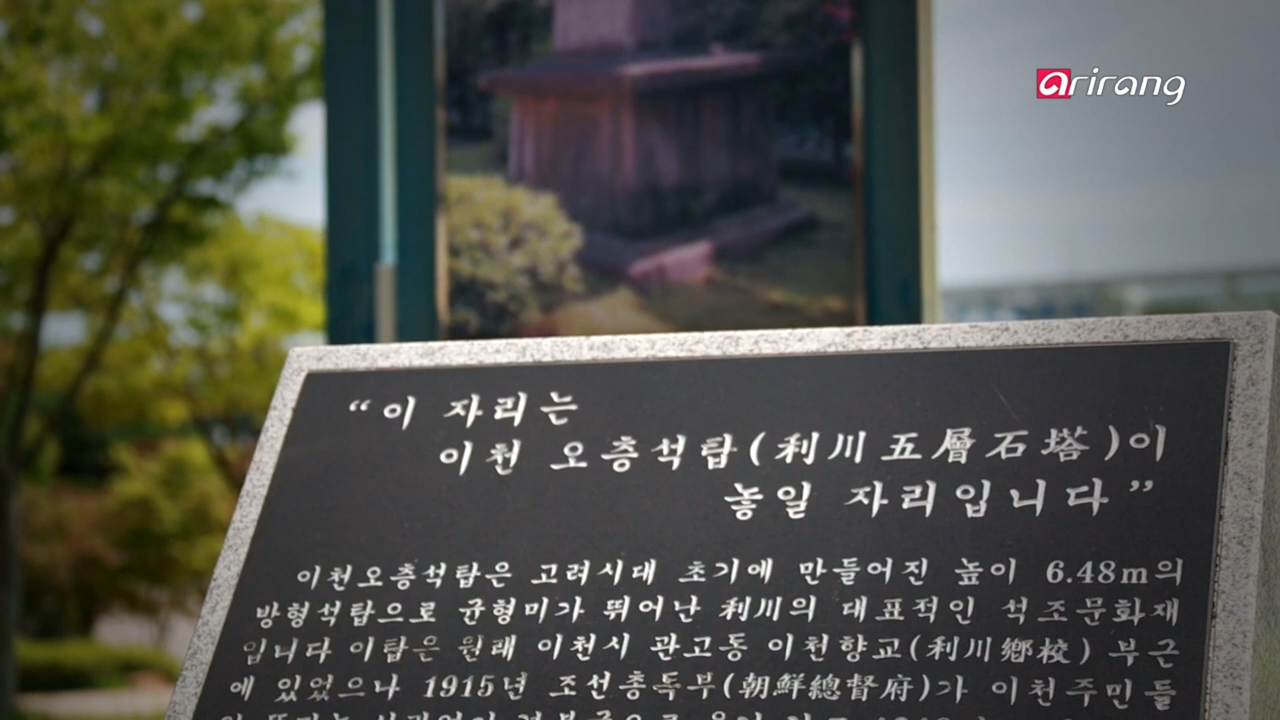 arirang
“이 자리는
이천 오층석탑(利川五層石塔)이
놓일 자리입니다”
이천오층석탑은 고려시대 초기에 만들어진 높이 6.48m의
방형석탑으로 균형미가 뛰어난 利川의 대표적인 석조문화재
입니다 이탑은 원래 이천시 관고동 이천향교(利川鄕校) 부근
에 있었으나 1915년 조선총독부(朝鮮總督府)가 이천주민들